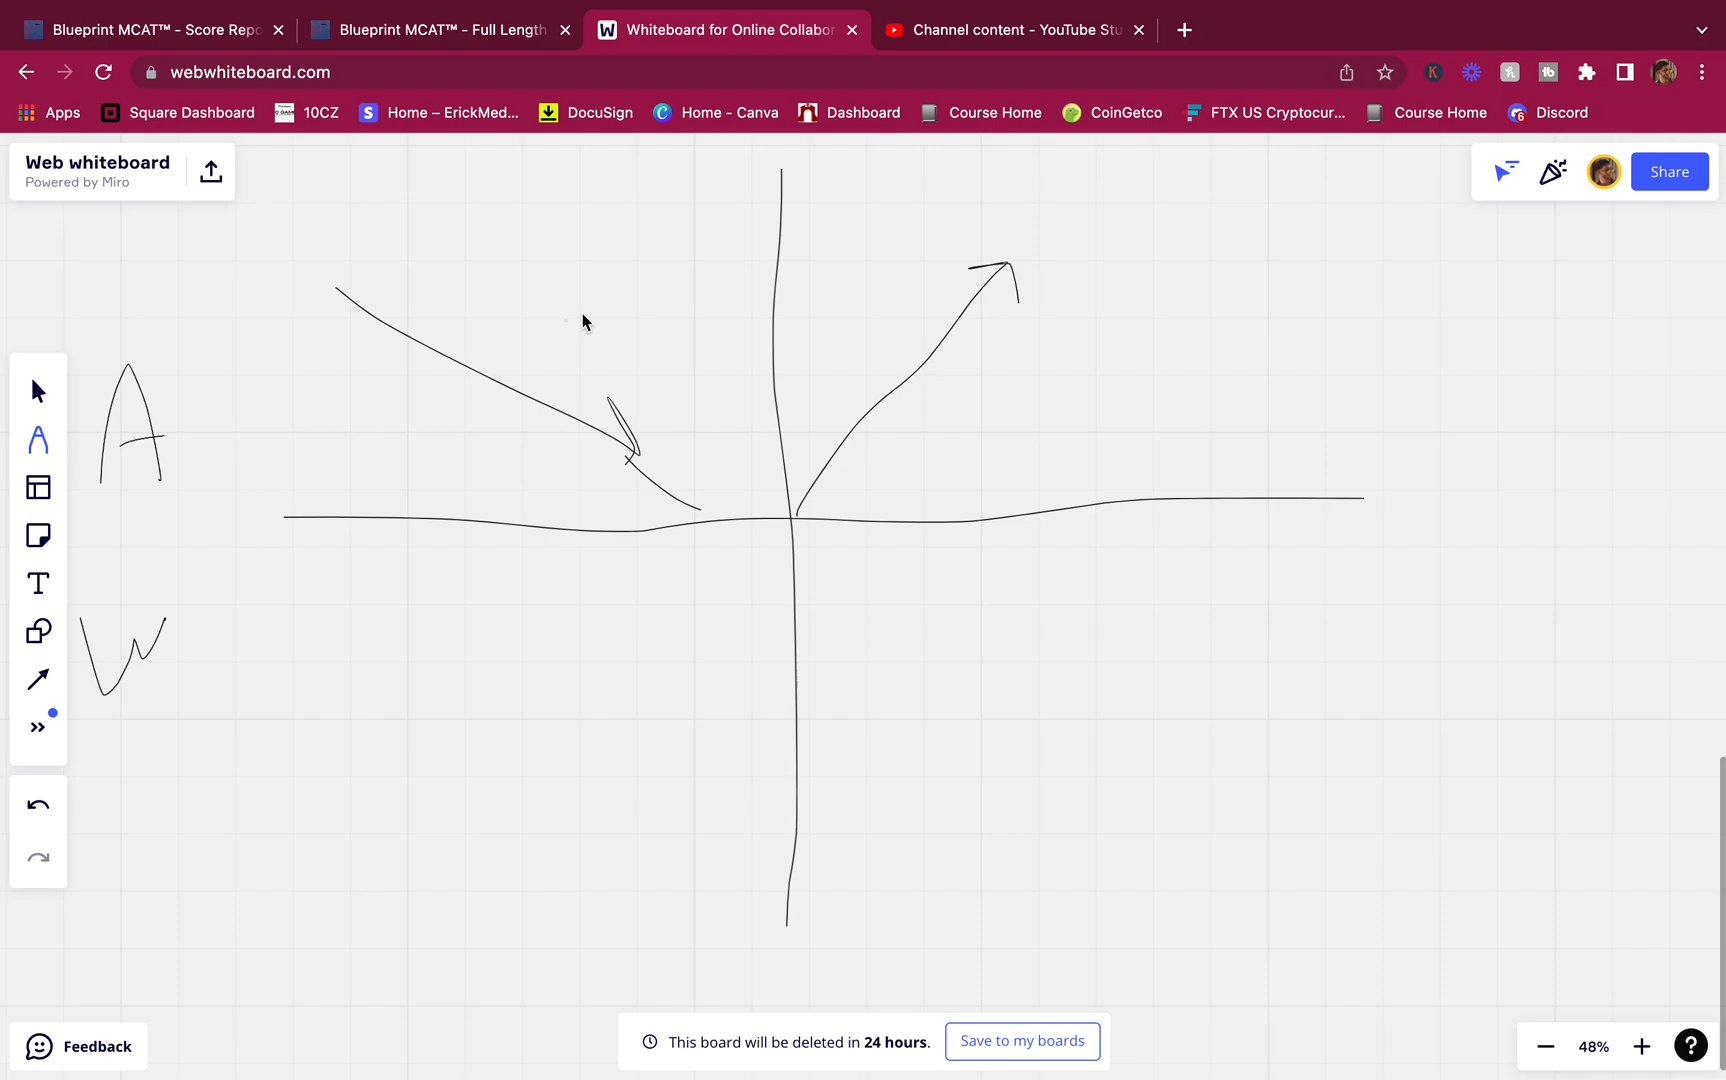 Blueprint MCAT™ - Score Repo
Blueprint MCAT™ - Full Length
Whiteboard for Online Collabor
Channel content - YouTube Stu
webwhiteboard.com
Apps
Square Dashboard
10CZ
Home – ErickMed...
DocuSign
Home - Canva
Dashboard
Course Home
CoinGetco
FTX US Cryptocur...
Course Home
Discord
Web whiteboard
Powered by Miro
Share
A
W
Feedback
This board will be deleted in 24 hours.
Save to my boards
48%